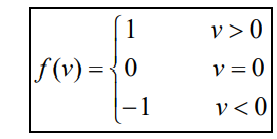 1 v > 0
f(v) = { 0 v = 0
−1 v < 0